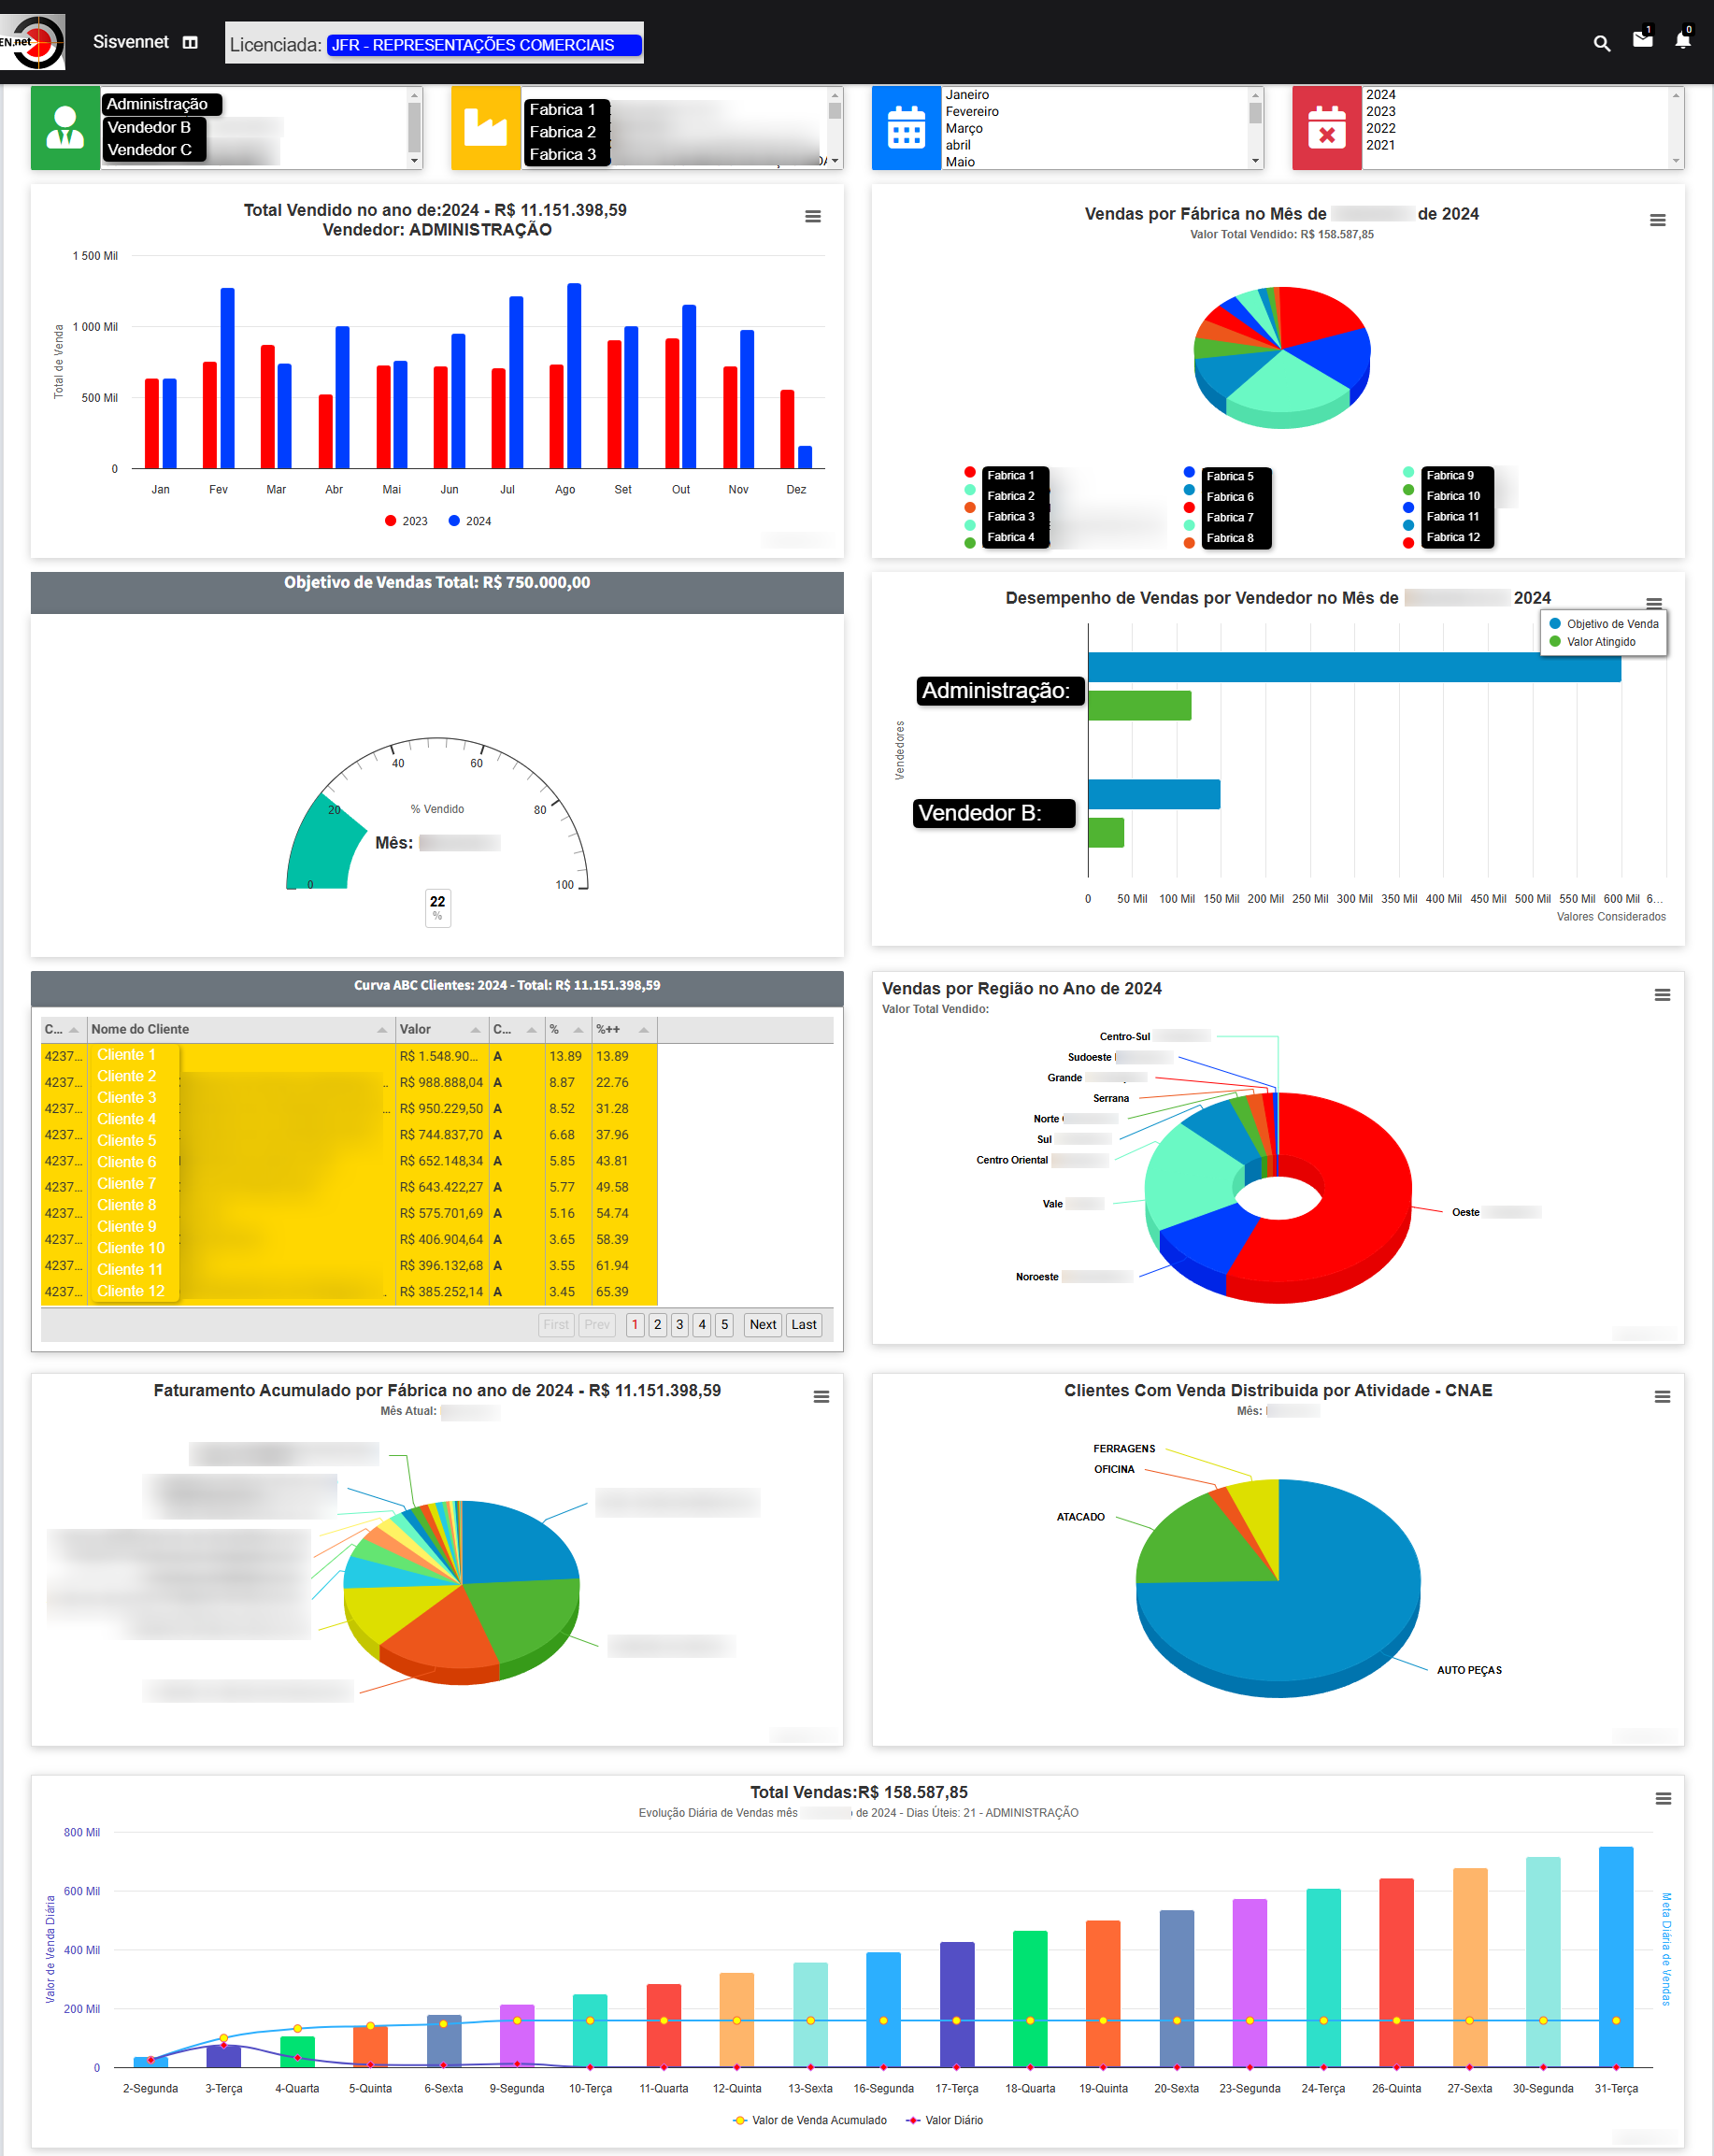 EN.net
Sisvennet
Licenciada: JFR - REPRESENTAÇÕES COMERCIAIS
1
0
Administração
Vendedor B
Vendedor C
Fabrica 1
Fabrica 2
Fabrica 3
Janeiro
Fevereiro
Março
abril
Maio
2024
2023
2022
2021
Total Vendido no ano de:2024 - R$ 11.151.398,59
Vendedor: ADMINISTRAÇÃO
Total de Venda
1 500 Mil
1 000 Mil
500 Mil
0
Jan Fev Mar Abr Mai Jun Jul Ago Set Out Nov Dez
2023 2024
Vendas por Fábrica no Mês de de 2024
Valor Total Vendido: R$ 158.587,85
Fabrica 1
Fabrica 2
Fabrica 3
Fabrica 4
Fabrica 5
Fabrica 6
Fabrica 7
Fabrica 8
Fabrica 9
Fabrica 10
Fabrica 11
Fabrica 12
Objetivo de Vendas Total: R$ 750.000,00
0 20 40 60 80 100
% Vendido
Mês:
22
%
Desempenho de Vendas por Vendedor no Mês de 2024
Objetivo de Venda
Valor Atingido
Vendedores
Administração:
Vendedor B:
0 50 Mil 100 Mil 150 Mil 200 Mil 250 Mil 300 Mil 350 Mil 400 Mil 450 Mil 500 Mil 550 Mil 600 Mil 6...
Valores Considerados
Curva ABC Clientes: 2024 - Total: R$ 11.151.398,59
C... Nome do Cliente Valor C... % %++
4237... Cliente 1 R$ 1.548.90... A 13.89 13.89
4237... Cliente 2 R$ 988.888,04 A 8.87 22.76
4237... Cliente 3 R$ 950.229,50 A 8.52 31.28
4237... Cliente 4 R$ 744.837,70 A 6.68 37.96
4237... Cliente 5 R$ 652.148,34 A 5.85 43.81
4237... Cliente 6 R$ 643.422,27 A 5.77 49.58
4237... Cliente 7 R$ 575.701,69 A 5.16 54.74
4237... Cliente 8 R$ 406.904,64 A 3.65 58.39
4237... Cliente 9 R$ 396.132,68 A 3.55 61.94
4237... Cliente 10 R$ 385.252,14 A 3.45 65.39
Cliente 11
Cliente 12
First Prev 1 2 3 4 5 Next Last
Vendas por Região no Ano de 2024
Valor Total Vendido:
Centro-Sul
Sudoeste
Grande
Serrana
Norte
Sul
Centro Oriental
Vale
Oeste
Noroeste
Faturamento Acumulado por Fábrica no ano de 2024 - R$ 11.151.398,59
Mês Atual:
Clientes Com Venda Distribuida por Atividade - CNAE
Mês:
FERRAGENS
OFICINA
ATACADO
AUTO PEÇAS
Total Vendas:R$ 158.587,85
Evolução Diária de Vendas mês de 2024 - Dias Úteis: 21 - ADMINISTRAÇÃO
Valor de Venda Diária
800 Mil
600 Mil
400 Mil
200 Mil
0
Meta Diária de Vendas
2-Segunda 3-Terça 4-Quarta 5-Quinta 6-Sexta 9-Segunda 10-Terça 11-Quarta 12-Quinta 13-Sexta 16-Segunda 17-Terça 18-Quarta 19-Quinta 20-Sexta 23-Segunda 24-Terça 26-Quinta 27-Sexta 30-Segunda 31-Terça
Valor de Venda Acumulado Valor Diário